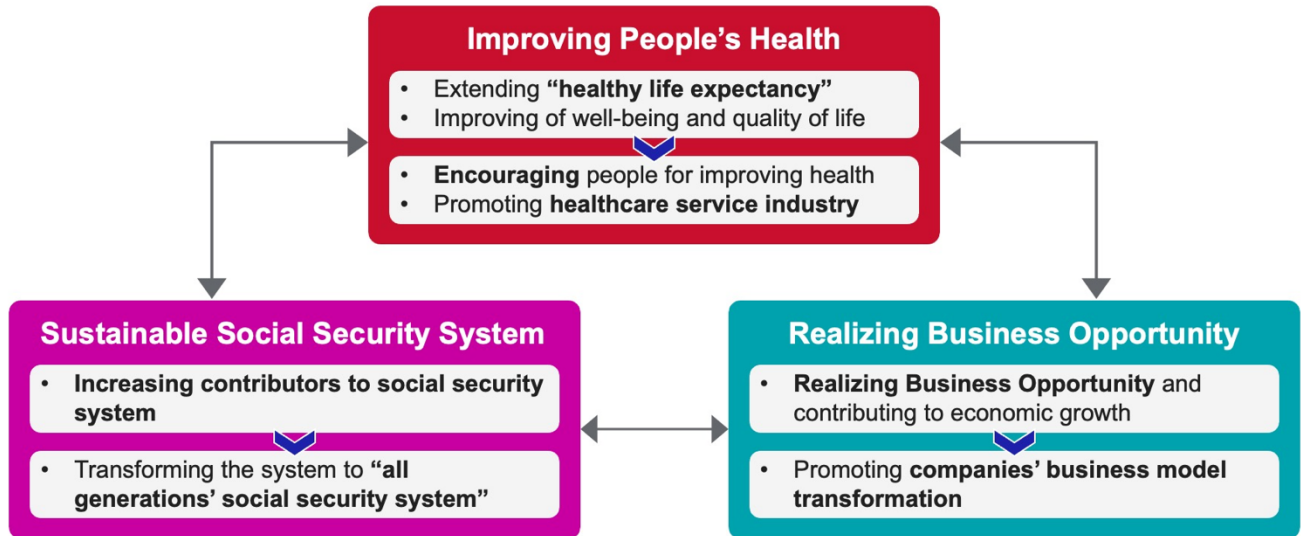 Improving People’s Health
• Extending “healthy life expectancy”
• Improving of well-being and quality of life
• Encouraging people for improving health
• Promoting healthcare service industry
Sustainable Social Security System
• Increasing contributors to social security
system
• Transforming the system to “all
generations’ social security system”
Realizing Business Opportunity
• Realizing Business Opportunity and
contributing to economic growth
• Promoting companies’ business model
transformation